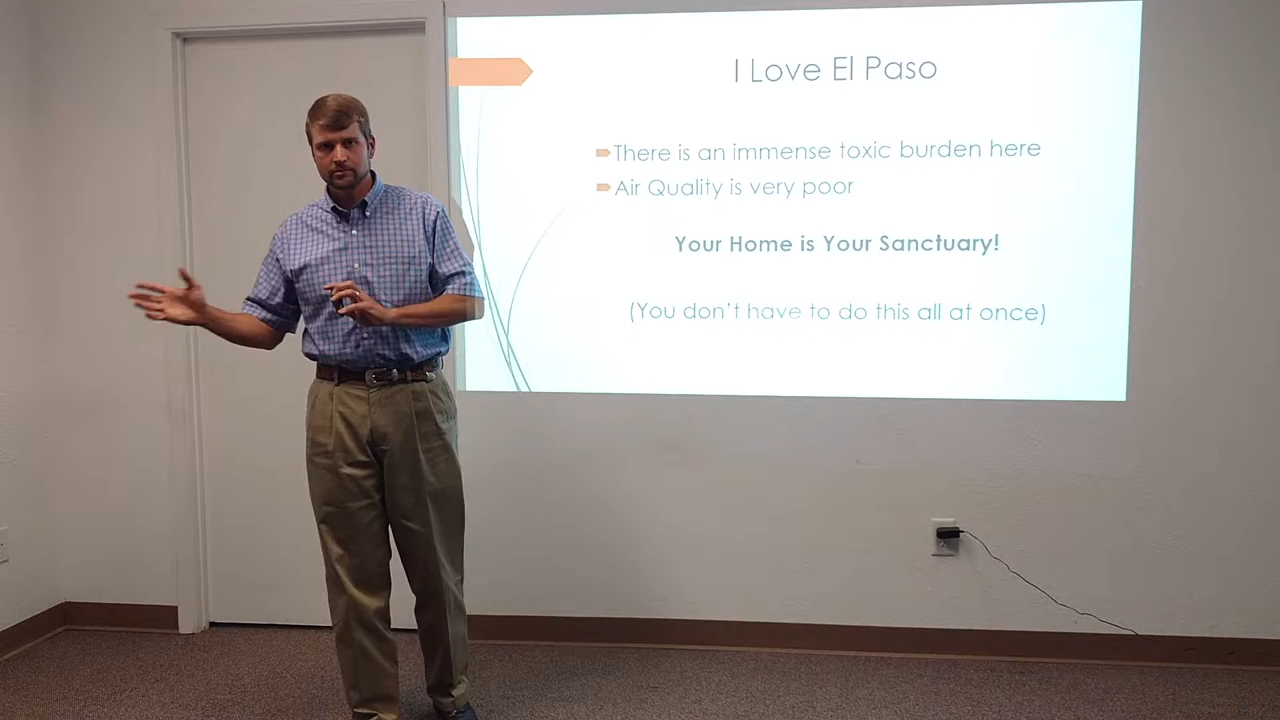 I Love El Paso
There is an immense toxic burden here
Air Quality is very poor
Your Home is Your Sanctuary!
(You don't have to do this all at once)